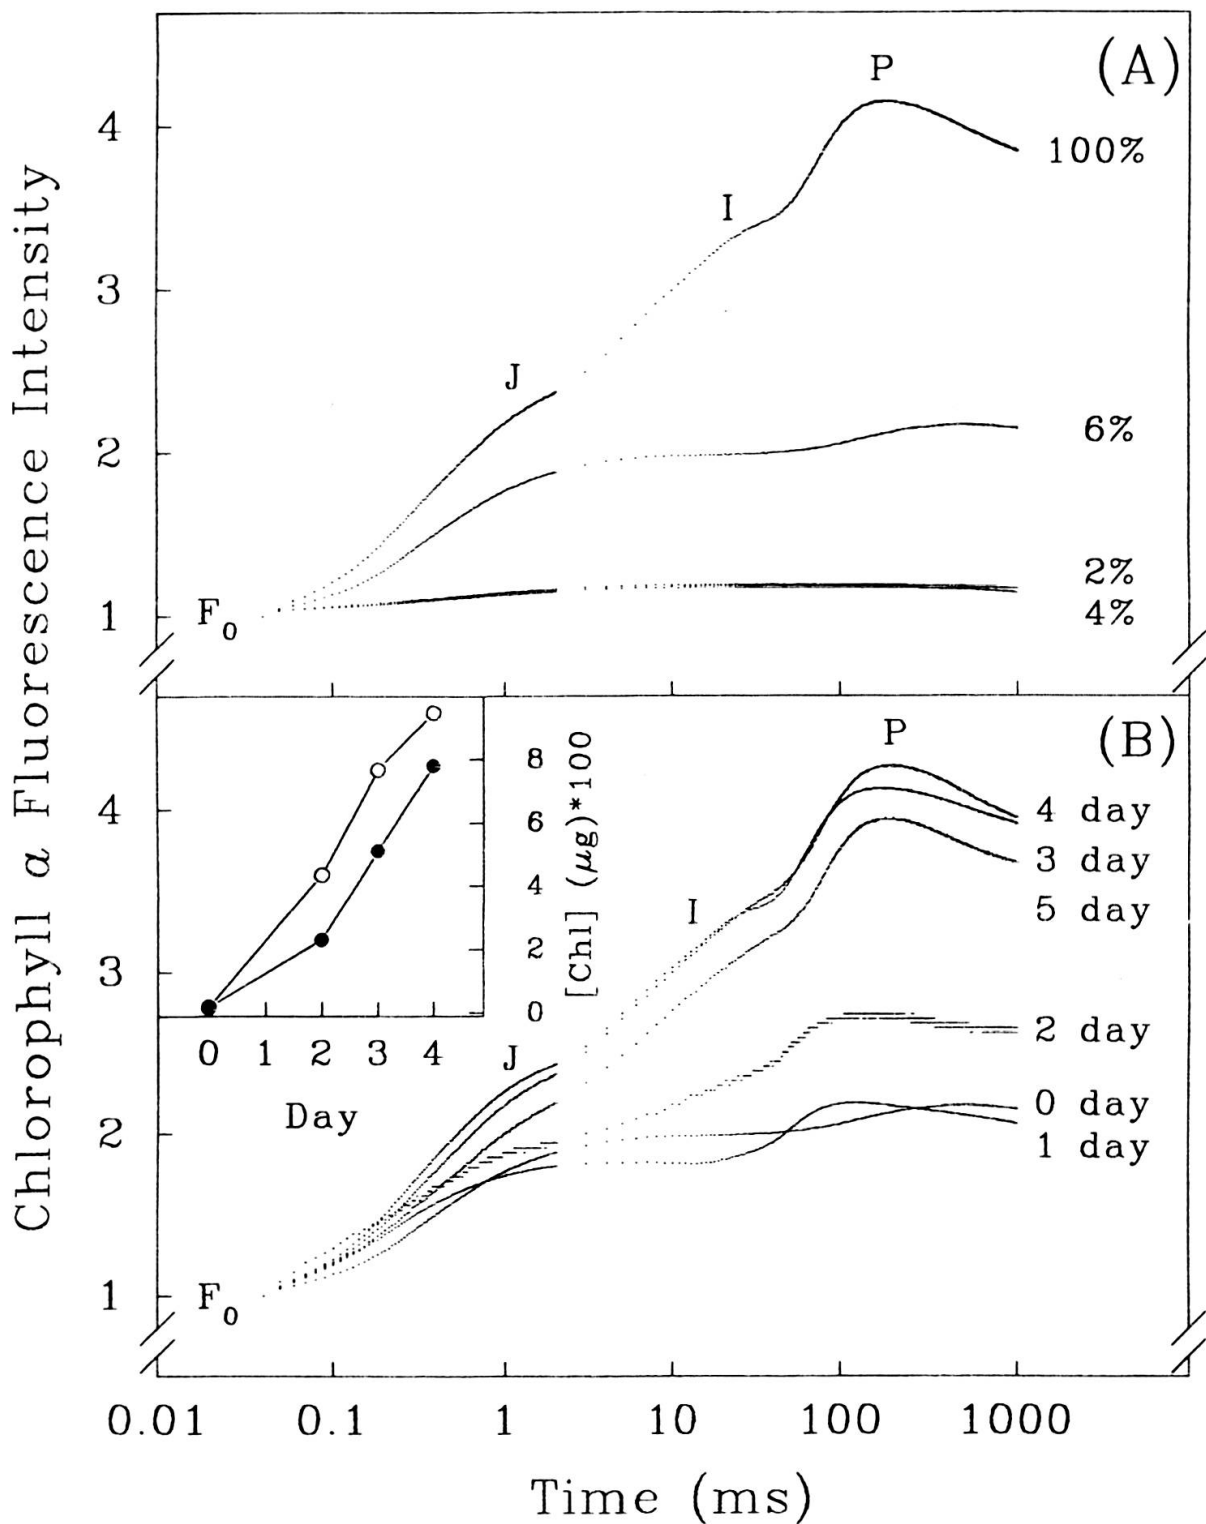 Chlorophyll a Fluorescence Intensity
(A)
P
4
100%
I
3
J
6%
2
2%
1
F0
4%
(B)
P
8
6
4
2
0
[Chl] (μg)*100
0 1 2 3 4
Day
4
4 day
3 day
I
5 day
3
2 day
J
0 day
2
1 day
1
F0
0.01 0.1 1 10 100 1000
Time (ms)